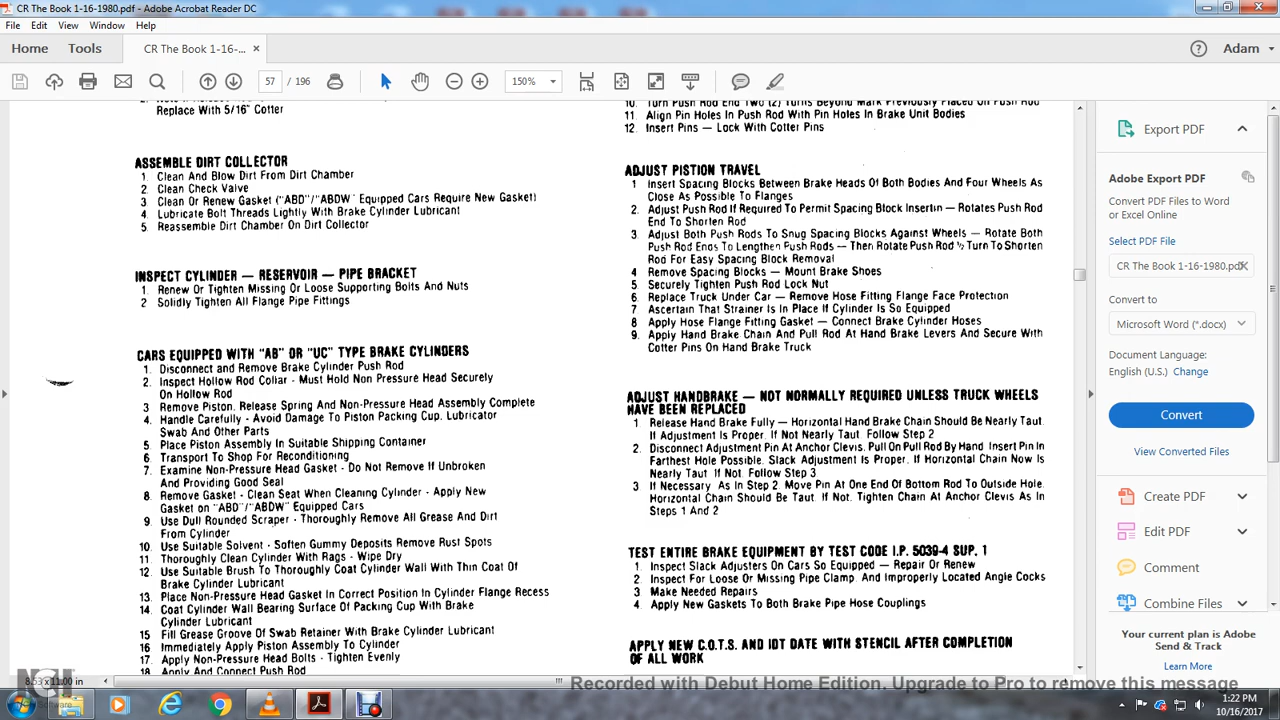 CR The Book 1-16-1980.pdf - Adobe Acrobat Reader DC
File Edit View Window Help
Home Tools CR The Book 1-16-... × Adam
57 / 196 150%
Replace With 5/16" Cotter
ASSEMBLE DIRT COLLECTOR
1. Clean And Blow Dirt From Dirt Chamber
2. Clean Check Valve
3. Clean Or Renew Gasket ("ABD"/"ABDW" Equipped Cars Require New Gasket)
4. Lubricate Bolt Threads Lightly With Brake Cylinder Lubricant
5. Reassemble Dirt Chamber On Dirt Collector
INSPECT CYLINDER — RESERVOIR — PIPE BRACKET
1. Renew Or Tighten Missing Or Loose Supporting Bolts And Nuts
2 Solidly Tighten All Flange Pipe Fittings
CARS EQUIPPED WITH "AB" OR "UC" TYPE BRAKE CYLINDERS
1. Disconnect and Remove Brake Cylinder Push Rod
2. Inspect Hollow Rod Collar - Must Hold Non Pressure Head Securely
On Hollow Rod
3 Remove Piston. Release Spring And Non-Pressure Head Assembly Complete
4. Handle Carefully - Avoid Damage To Piston Packing Cup. Lubricator
Swab And Other Parts
5 Place Piston Assembly In Suitable Shipping Container
6 Transport To Shop For Reconditioning
7. Examine Non-Pressure Head Gasket - Do Not Remove If Unbroken
And Providing Good Seal
8. Remove Gasket - Clean Seat When Cleaning Cylinder - Apply New
Gasket on "ABD"/"ABDW" Equipped Cars
9. Use Dull Rounded Scraper - Thoroughly Remove All Grease And Dirt
From Cylinder
10. Use Suitable Solvent - Soften Gummy Deposits Remove Rust Spots
11. Thoroughly Clean Cylinder With Rags - Wipe Dry
12. Use Suitable Brush To Thoroughly Coat Cylinder Wall With Thin Coat Of
Brake Cylinder Lubricant
13. Place Non-Pressure Head Gasket In Correct Position In Cylinder Flange Recess
14. Coat Cylinder Wall Bearing Surface Of Packing Cup With Brake
Cylinder Lubricant
15 Fill Grease Groove Of Swab Retainer With Brake Cylinder Lubricant
16. Immediately Apply Piston Assembly To Cylinder
17. Apply Non-Pressure Head Bolts - Tighten Evenly
18 Apply And Connect Push Rod
10. Turn Push Rod End Two (2) Turns Beyond Mark Previously Placed On Push Rod
11. Align Pin Holes In Push Rod With Pin Holes In Brake Unit Bodies
12. Insert Pins — Lock With Cotter Pins
ADJUST PISTION TRAVEL
1 Insert Spacing Blocks Between Brake Heads Of Both Bodies And Four Wheels As
Close As Possible To Flanges
2. Adjust Push Rod If Required To Permit Spacing Block Insertin — Rotates Push Rod
End To Shorten Rod
3. Adjust Both Push Rods To Snug Spacing Blocks Against Wheels — Rotate Both
Push Rod Ends To Lengthen Push Rods — Then Rotate Push Rod ½ Turn To Shorten
Rod For Easy Spacing Block Removal
4 Remove Spacing Blocks — Mount Brake Shoes
5. Securely Tighten Push Rod Lock Nut
6. Replace Truck Under Car — Remove Hose Fitting Flange Face Protection
7. Ascertain That Strainer Is In Place If Cylinder Is So Equipped
8 Apply Hose Flange Fitting Gasket — Connect Brake Cylinder Hoses
9. Apply Hand Brake Chain And Pull Rod At Hand Brake Levers And Secure With
Cotter Pins On Hand Brake Truck
ADJUST HANDBRAKE — NOT NORMALLY REQUIRED UNLESS TRUCK WHEELS
HAVE BEEN REPLACED
1. Release Hand Brake Fully — Horizontal Hand Brake Chain Should Be Nearly Taut.
If Adjustment Is Proper. If Not Nearly Taut. Follow Step 2
2. Disconnect Adjustment Pin At Anchor Clevis. Pull On Pull Rod By Hand Insert Pin In
Farthest Hole Possible. Slack Adjustment Is Proper. If Horizontal Chain Now Is
Nearly Taut If Not. Follow Step 3
3 If Necessary As In Step 2. Move Pin At One End Of Bottom Rod To Outside Hole.
Horizontal Chain Should Be Taut. If Not. Tighten Chain At Anchor Clevis As In
Steps 1 And 2
TEST ENTIRE BRAKE EQUIPMENT BY TEST CODE I.P. 5039-4 SUP. 1
1. Inspect Slack Adjusters On Cars So Equipped — Repair Or Renew
2. Inspect For Loose Or Missing Pipe Clamp. And Improperly Located Angle Cocks
3 Make Needed Repairs
4. Apply New Gaskets To Both Brake Pipe Hose Couplings
APPLY NEW C.O.T.S. AND IDT DATE WITH STENCIL AFTER COMPLETION
OF ALL WORK
Export PDF
Adobe Export PDF
Convert PDF Files to Word
or Excel Online
Select PDF File
CR The Book 1-16-1980.pdf
Convert to
Microsoft Word (*.docx)
Document Language:
English (U.S.) Change
Convert
View Converted Files
Create PDF
Edit PDF
Comment
Combine Files
Your current plan is Adobe
Send & Track
Learn More
8.53 x 11.00 in
NCH
Software
Recorded with Debut Home Edition. Upgrade to Pro to remove this message
1:22 PM
10/16/2017